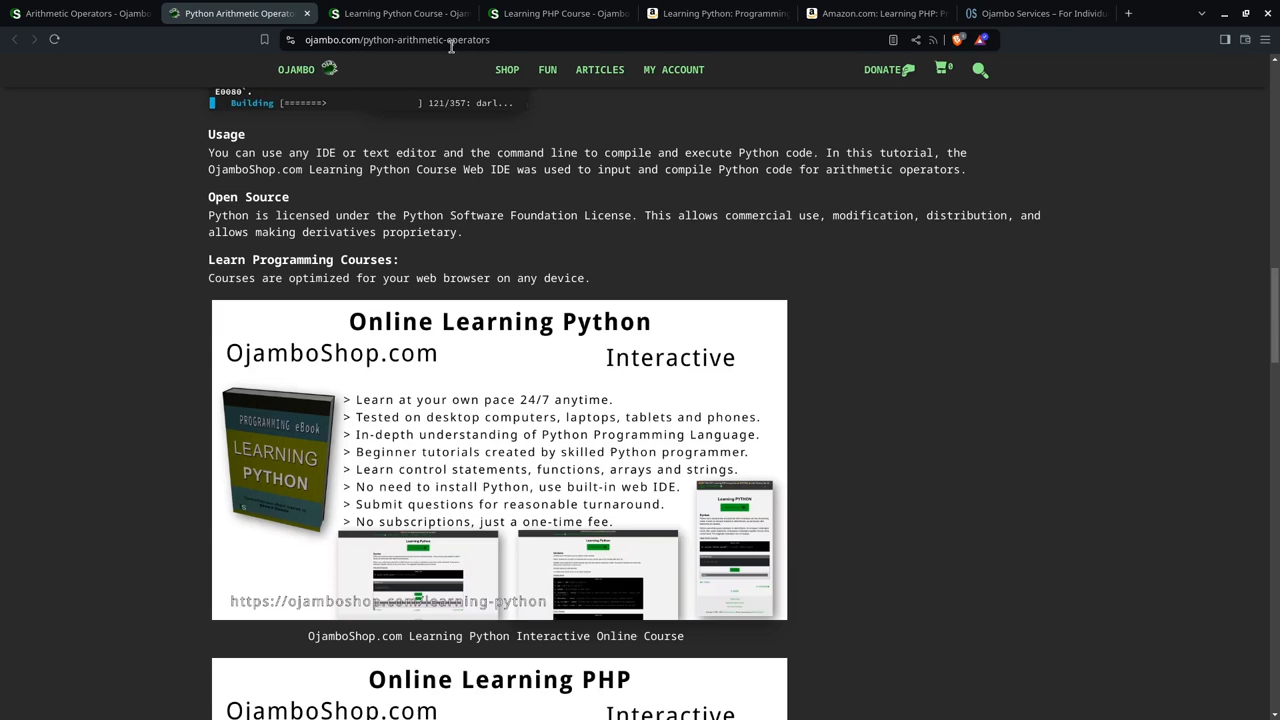 Arithmetic Operators - Ojambo
Python Arithmetic Operato
Learning Python Course - Ojam
Learning PHP Course - Ojambo
Learning Python: Programming
Amazon.com Learning PHP: P
Ojambo Services – For Individu
ojambo.com/python-arithmetic-operators
OJAMBO SHOP FUN ARTICLES MY ACCOUNT DONATE 0
E0080`.
Building [=======> ] 121/357: darl...
Usage
You can use any IDE or text editor and the command line to compile and execute Python code. In this tutorial, the
OjamboShop.com Learning Python Course Web IDE was used to input and compile Python code for arithmetic operators.
Open Source
Python is licensed under the Python Software Foundation License. This allows commercial use, modification, distribution, and
allows making derivatives proprietary.
Learn Programming Courses:
Courses are optimized for your web browser on any device.
Online Learning Python
OjamboShop.com
Interactive
PROGRAMMING eBook
LEARNING
PYTHON
> Learn at your own pace 24/7 anytime.
> Tested on desktop computers, laptops, tablets and phones.
> In-depth understanding of Python Programming Language.
> Beginner tutorials created by skilled Python programmer.
> Learn control statements, functions, arrays and strings.
> No need to install Python, use built-in web IDE.
> Submit questions for reasonable turnaround.
> No subscriptions, just a one-time fee.
Learning PYTHON
https://ojamboshop.com/learning-python
OjamboShop.com Learning Python Interactive Online Course
Online Learning PHP
OjamboShop.com
Interactive